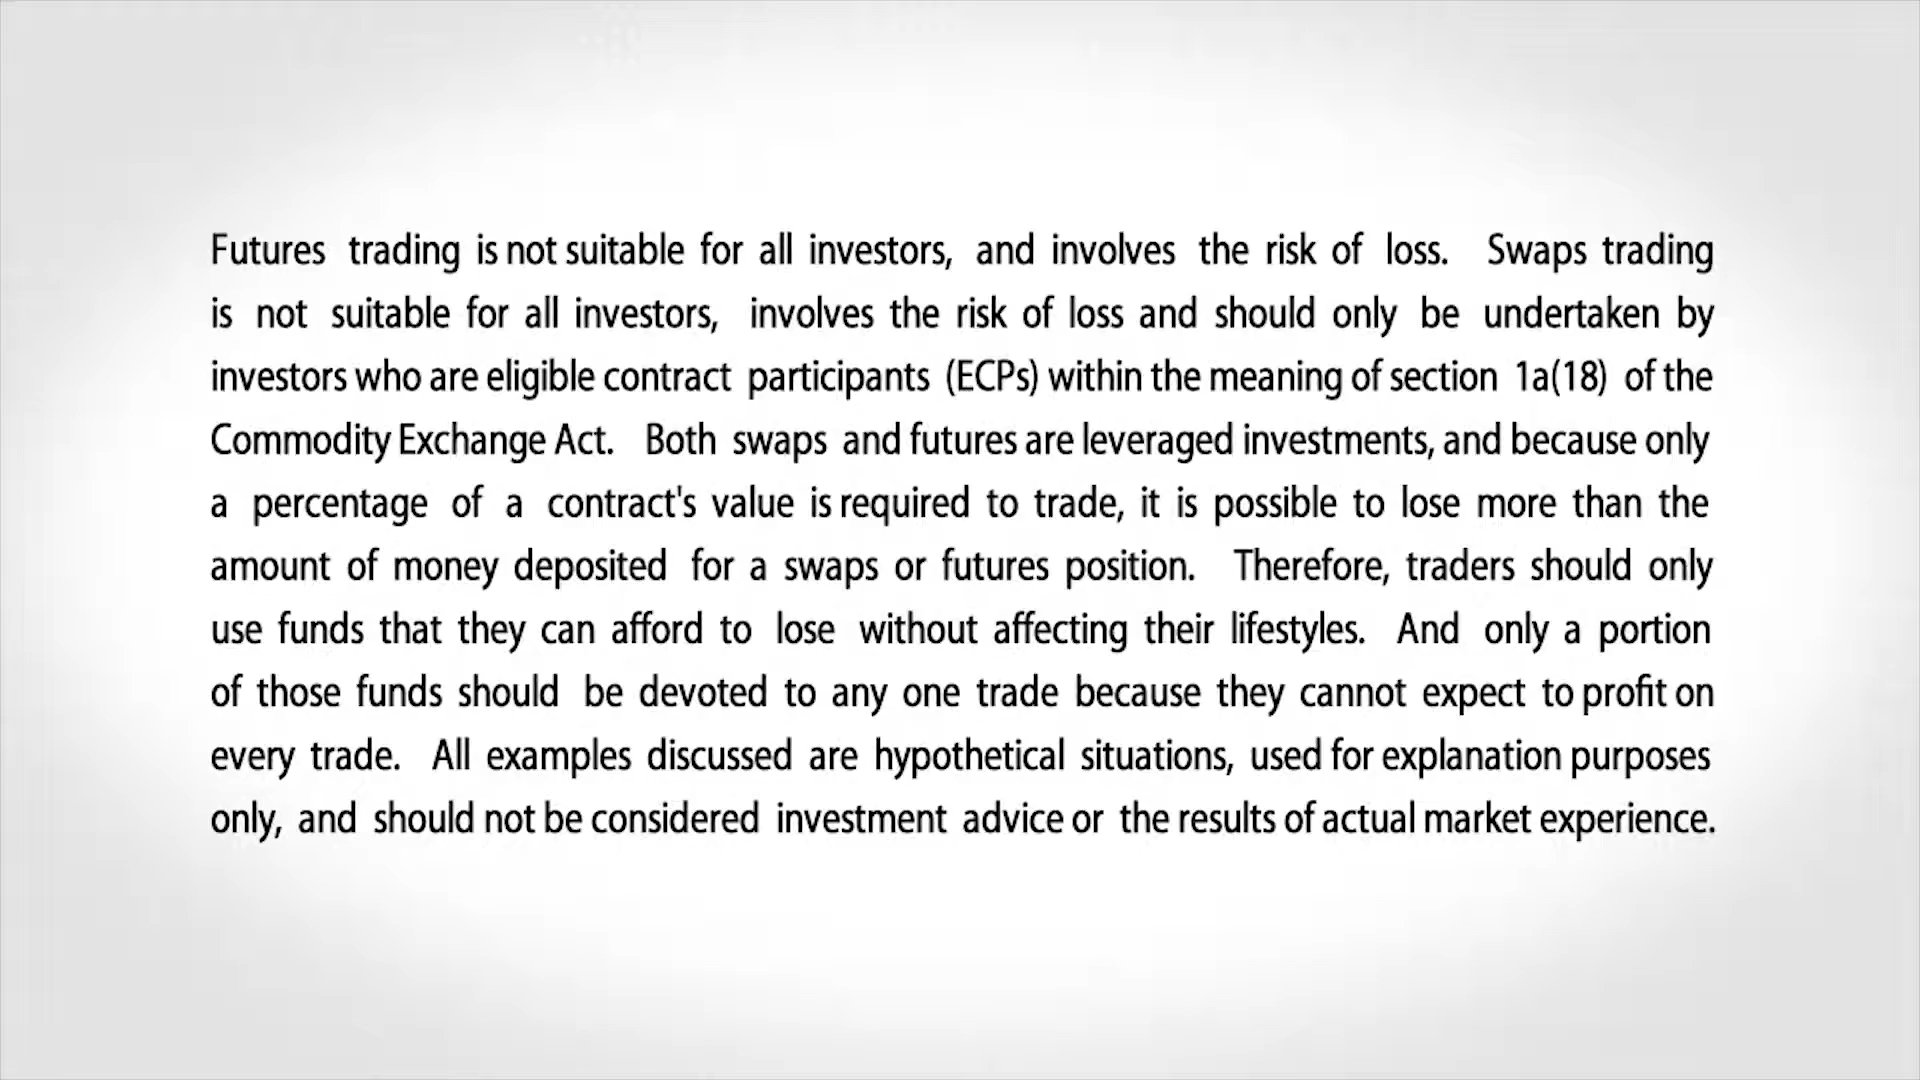 Futures trading is not suitable for all investors, and involves the risk of loss. Swaps trading
is not suitable for all investors, involves the risk of loss and should only be undertaken by
investors who are eligible contract participants (ECPs) within the meaning of section 1a(18) of the
Commodity Exchange Act. Both swaps and futures are leveraged investments, and because only
a percentage of a contract's value is required to trade, it is possible to lose more than the
amount of money deposited for a swaps or futures position. Therefore, traders should only
use funds that they can afford to lose without affecting their lifestyles. And only a portion
of those funds should be devoted to any one trade because they cannot expect to profit on
every trade. All examples discussed are hypothetical situations, used for explanation purposes
only, and should not be considered investment advice or the results of actual market experience.